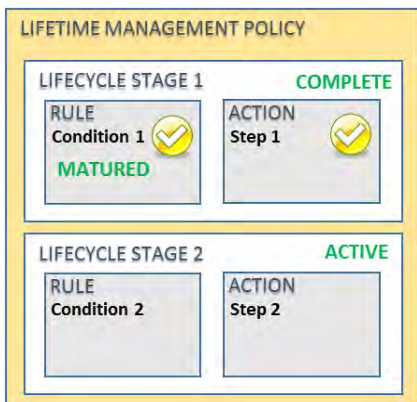 LIFETIME MANAGEMENT POLICY
LIFECYCLE STAGE 1 COMPLETE
RULE
Condition 1
MATURED
ACTION
Step 1
LIFECYCLE STAGE 2 ACTIVE
RULE
Condition 2
ACTION
Step 2